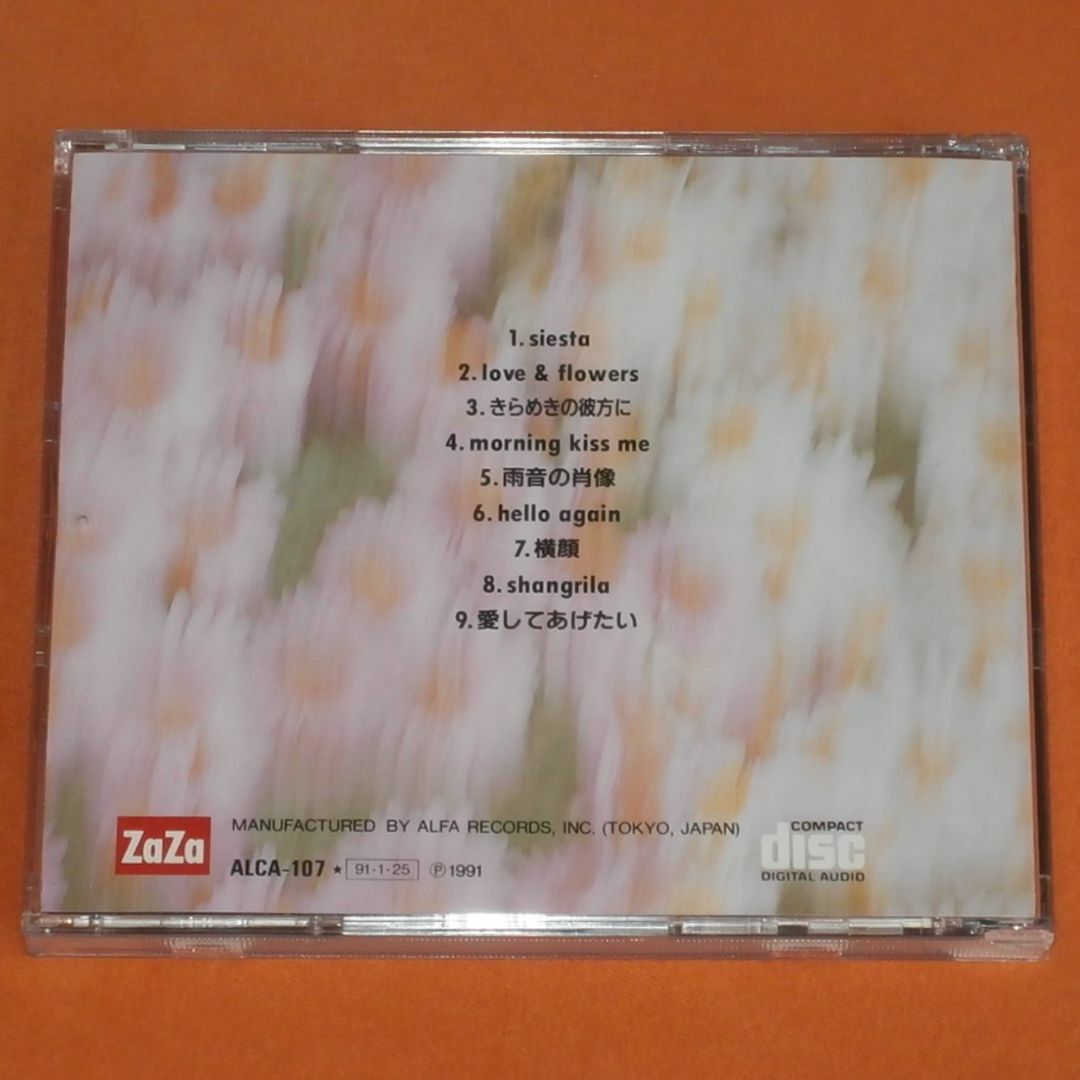 1. siesta
2. love & flowers
3. きらめきの彼方に
4. morning kiss me
5. 雨音の肖像
6. hello again
7. 横顔
8. shangrila
9. 愛してあげたい
ZaZa
MANUFACTURED BY ALFA RECORDS, INC. (TOKYO, JAPAN)
ALCA-107 ★ 91·1·25 ℗1991
COMPACT
disc
DIGITAL AUDIO